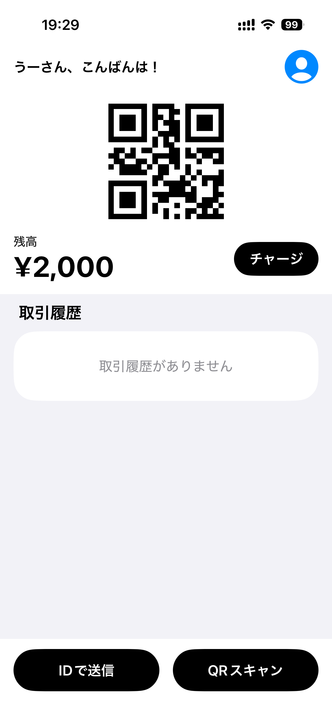 19:29
99
うーさん、こんばんは！
残高
¥2,000
チャージ
取引履歴
取引履歴がありません
IDで送信
QRスキャン